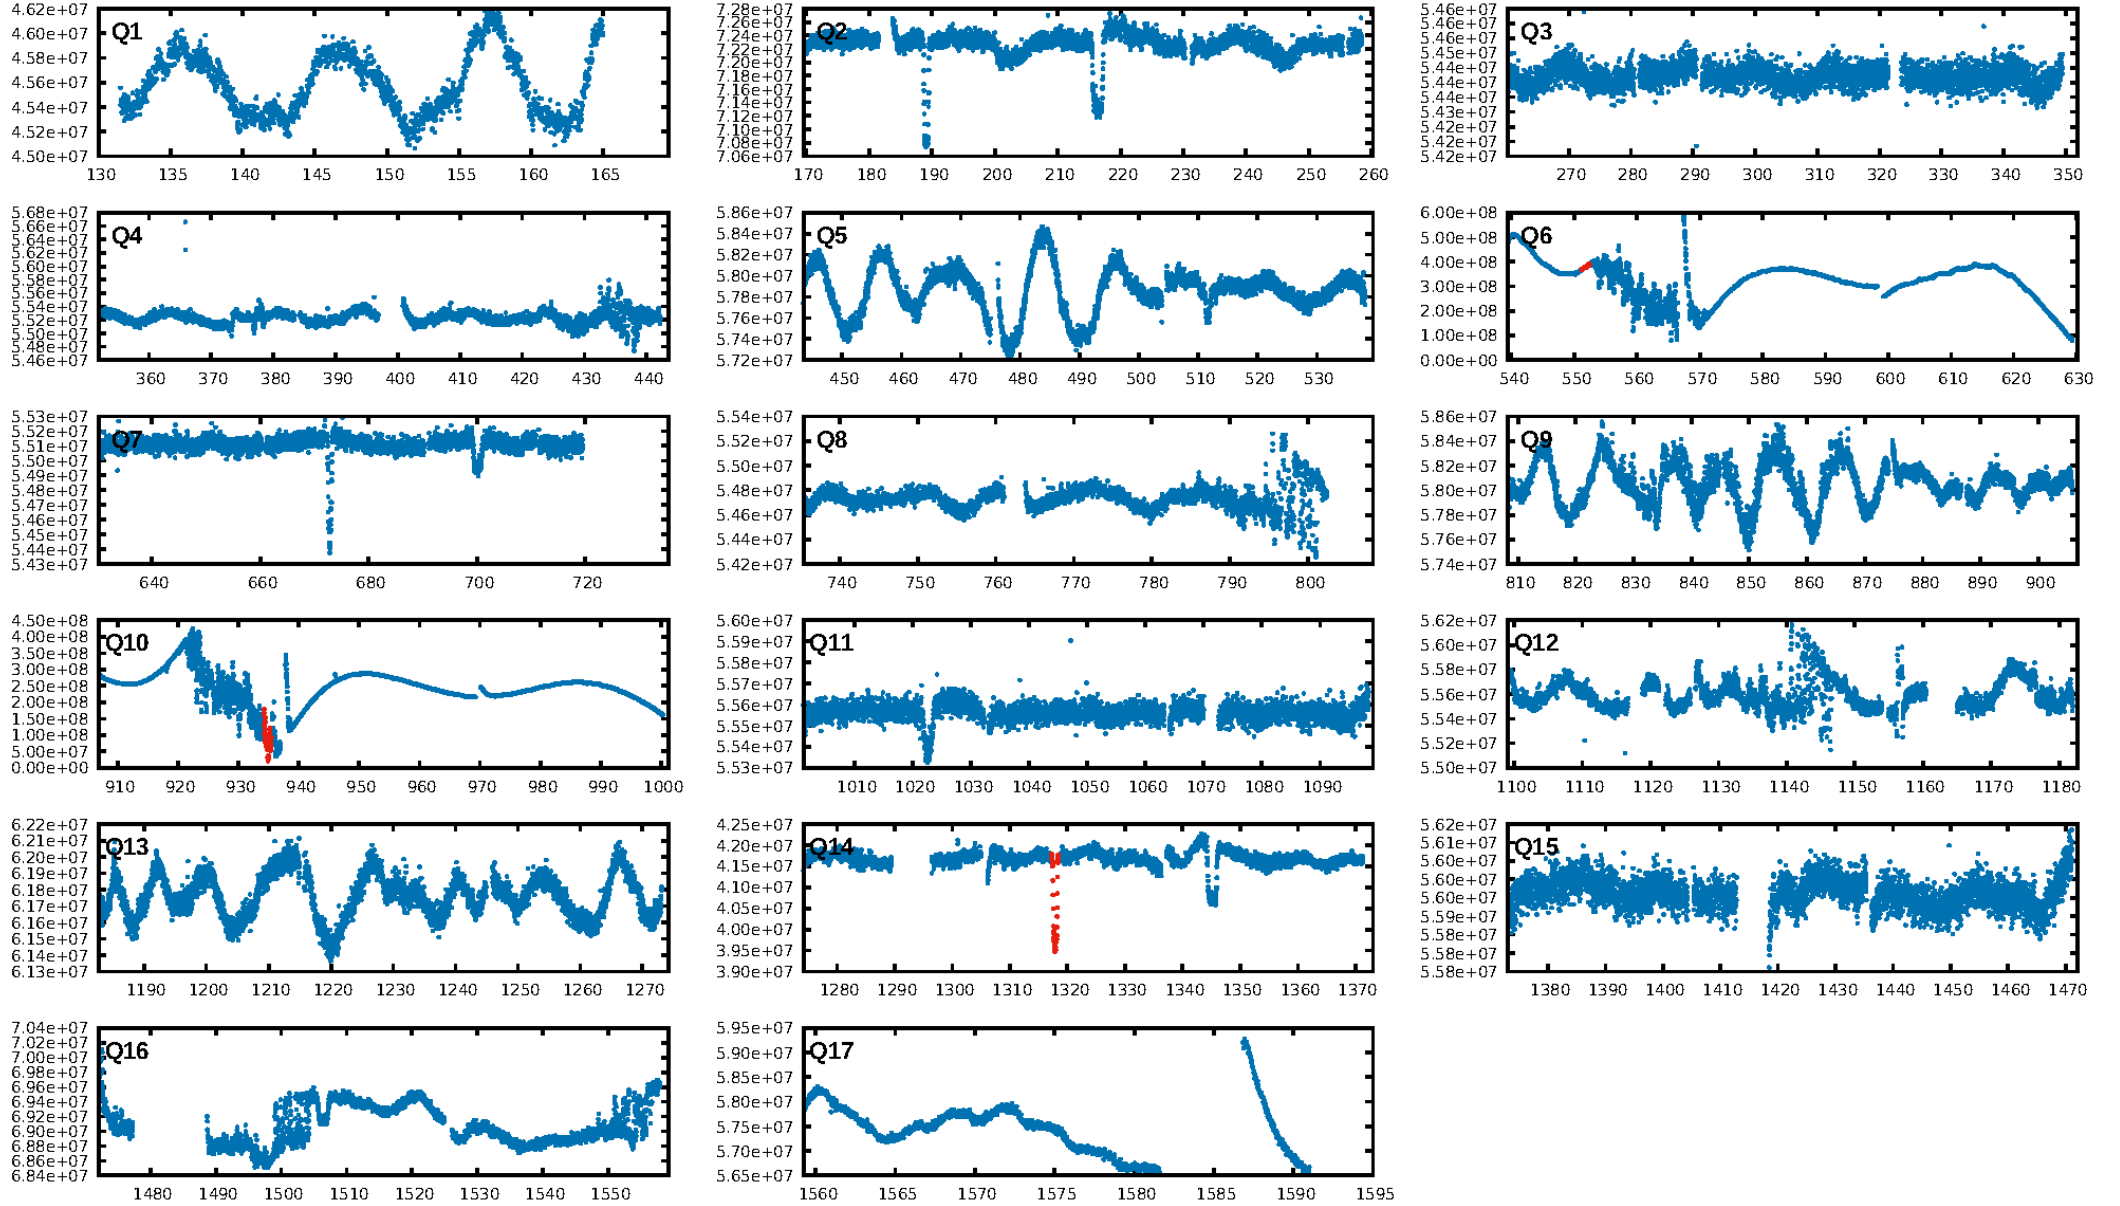 Q1
4.62e+07
4.60e+07
4.58e+07
4.56e+07
4.54e+07
4.52e+07
4.50e+07
130 135 140 145 150 155 160 165
Q2
7.28e+07
7.26e+07
7.24e+07
7.22e+07
7.20e+07
7.18e+07
7.16e+07
7.14e+07
7.12e+07
7.10e+07
7.08e+07
7.06e+07
170 180 190 200 210 220 230 240 250 260
Q3
5.46e+07
5.46e+07
5.45e+07
5.45e+07
5.44e+07
5.44e+07
5.44e+07
5.43e+07
5.42e+07
5.42e+07
5.42e+07
270 280 290 300 310 320 330 340 350
Q4
5.68e+07
5.66e+07
5.64e+07
5.62e+07
5.60e+07
5.58e+07
5.56e+07
5.54e+07
5.52e+07
5.50e+07
5.48e+07
5.46e+07
360 370 380 390 400 410 420 430 440
Q5
5.86e+07
5.84e+07
5.82e+07
5.80e+07
5.78e+07
5.76e+07
5.74e+07
5.72e+07
450 460 470 480 490 500 510 520 530
Q6
6.00e+08
5.00e+08
4.00e+08
3.00e+08
2.00e+08
1.00e+08
0.00e+00
540 550 560 570 580 590 600 610 620 630
Q7
5.53e+07
5.52e+07
5.51e+07
5.50e+07
5.49e+07
5.48e+07
5.47e+07
5.46e+07
5.45e+07
5.44e+07
5.43e+07
640 660 680 700 720
Q8
5.54e+07
5.52e+07
5.50e+07
5.48e+07
5.46e+07
5.44e+07
5.42e+07
740 750 760 770 780 790 800
Q9
5.86e+07
5.84e+07
5.82e+07
5.80e+07
5.78e+07
5.76e+07
5.74e+07
810 820 830 840 850 860 870 880 890 900
Q10
4.50e+08
4.00e+08
3.50e+08
3.00e+08
2.50e+08
2.00e+08
1.50e+08
1.00e+08
5.00e+07
0.00e+00
910 920 930 940 950 960 970 980 990 1000
Q11
5.60e+07
5.59e+07
5.58e+07
5.57e+07
5.56e+07
5.55e+07
5.54e+07
5.53e+07
1010 1020 1030 1040 1050 1060 1070 1080 1090
Q12
5.62e+07
5.60e+07
5.58e+07
5.56e+07
5.54e+07
5.52e+07
5.50e+07
1100 1110 1120 1130 1140 1150 1160 1170 1180
Q13
6.22e+07
6.21e+07
6.20e+07
6.19e+07
6.18e+07
6.17e+07
6.16e+07
6.15e+07
6.14e+07
6.13e+07
1190 1200 1210 1220 1230 1240 1250 1260 1270
Q14
4.25e+07
4.20e+07
4.15e+07
4.10e+07
4.05e+07
4.00e+07
3.95e+07
3.90e+07
1280 1290 1300 1310 1320 1330 1340 1350 1360 1370
Q15
5.62e+07
5.61e+07
5.60e+07
5.60e+07
5.60e+07
5.59e+07
5.58e+07
5.58e+07
5.58e+07
1380 1390 1400 1410 1420 1430 1440 1450 1460 1470
Q16
7.04e+07
7.02e+07
7.00e+07
6.98e+07
6.96e+07
6.94e+07
6.92e+07
6.90e+07
6.88e+07
6.86e+07
6.84e+07
1480 1490 1500 1510 1520 1530 1540 1550
Q17
5.95e+07
5.90e+07
5.85e+07
5.80e+07
5.75e+07
5.70e+07
5.65e+07
1560 1565 1570 1575 1580 1585 1590 1595